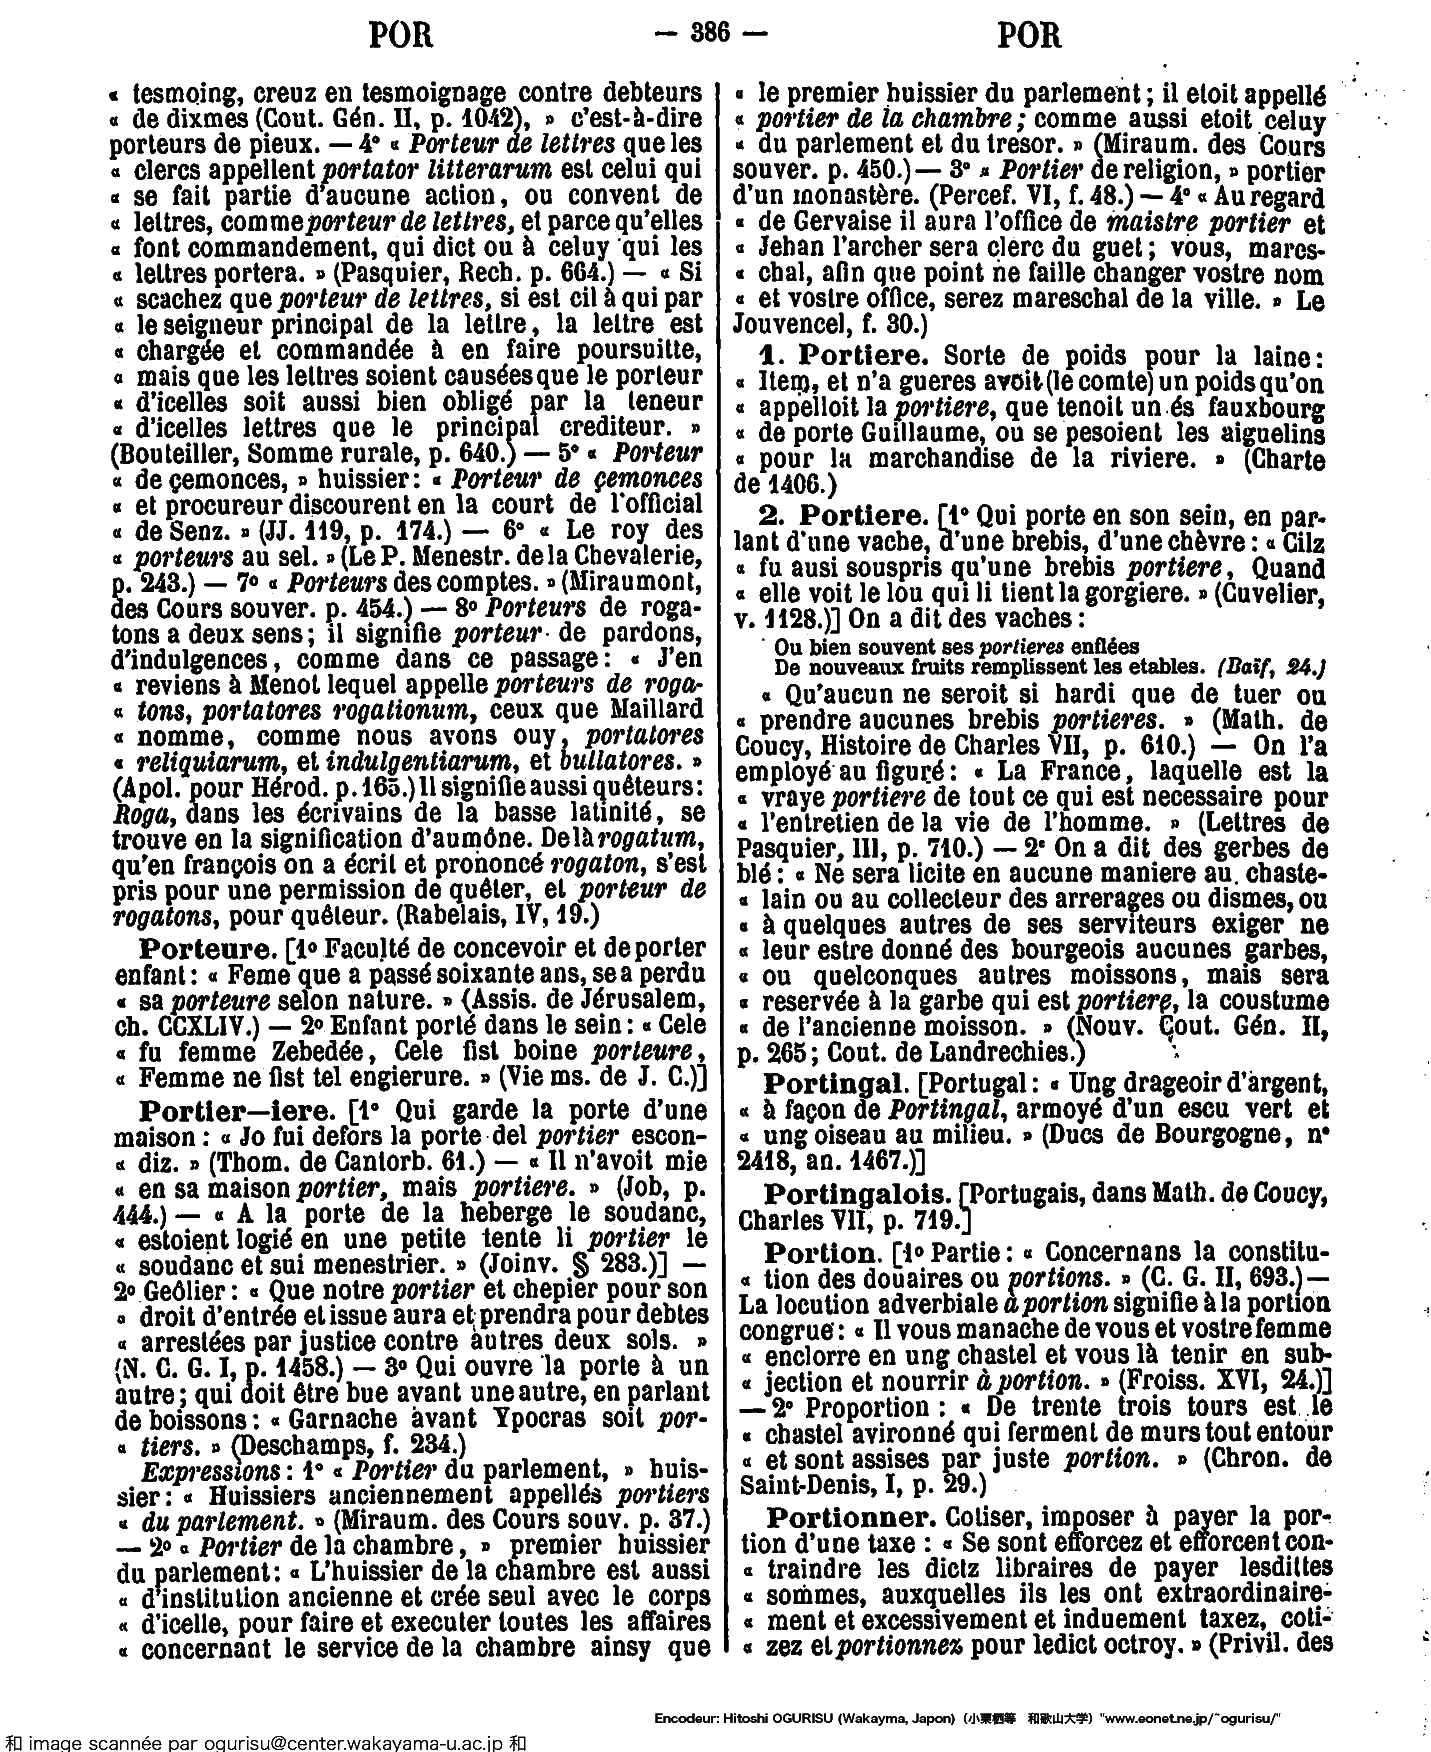 POR — 386 — POR
« tesmoing, creuz en tesmoignage contre debteurs
« de dixmes (Cout. Gén. II, p. 1042), » c'est-à-dire
porteurs de pieux. — 4° « Porteur de lettres que les
« clercs appellent portator litterarum est celui qui
« se fait partie d'aucune action, ou convent de
« lettres, comme porteur de lettres, et parce qu'elles
« font commandement, qui dict ou à celuy qui les
« lettres portera. » (Pasquier, Rech. p. 664.) — « Si
« scachez que porteur de lettres, si est cil à qui par
« le seigneur principal de la lettre, la lettre est
« chargée et commandée à en faire poursuitte,
« mais que les lettres soient causées que le porteur
« d'icelles soit aussi bien obligé par la teneur
« d'icelles lettres que le principal crediteur. »
(Bouteiller, Somme rurale, p. 640.) — 5° « Porteur
« de çemonces, » huissier : « Porteur de çemonces
« et procureur discourent en la court de l'official
« de Senz. » (JJ. 119, p. 174.) — 6° « Le roy des
« porteurs au sel. » (Le P. Menestr. de la Chevalerie,
p. 243.) — 7° « Porteurs des comptes. » (Miraumont,
des Cours souver. p. 454.) — 8° Porteurs de roga-
tons a deux sens ; il signifie porteur de pardons,
d'indulgences, comme dans ce passage : « J'en
« reviens à Menot lequel appelle porteurs de roga-
« tons, portatores rogationum, ceux que Maillard
« nomme, comme nous avons ouy, portatores
« reliquiarum, et indulgentiarum, et bullatores. »
(Apol. pour Hérod. p. 165.) Il signifie aussi quêteurs :
Roga, dans les écrivains de la basse latinité, se
trouve en la signification d'aumône. De là rogatum,
qu'en françois on a écrit et prononcé rogaton, s'est
pris pour une permission de quêter, et porteur de
rogatons, pour quêteur. (Rabelais, IV, 19.)
Porteure. [1° Faculté de concevoir et de porter
enfant : « Feme que a passé soixante ans, se a perdu
« sa porteure selon nature. » (Assis. de Jérusalem,
ch. CCXLIV.) — 2° Enfant porté dans le sein : « Cele
« fu femme Zebedée, Cele fist boine porteure,
« Femme ne fist tel engierure. » (Vie ms. de J. C.)]
Portier—iere. [1° Qui garde la porte d'une
maison : « Jo fui defors la porte del portier escon-
« diz. » (Thom. de Cantorb. 61.) — « Il n'avoit mie
« en sa maison portier, mais portiere. » (Job, p.
444.) — « A la porte de la heberge le soudanc,
« estoient logié en une petite tente li portier le
« soudanc et sui menestrier. » (Joinv. § 283.)] —
2° Geôlier : « Que notre portier et chepier pour son
« droit d'entrée et issue aura et prendra pour debtes
« arrestées par justice contre autres deux sols. »
(N. C. G. I, p. 1458.) — 3° Qui ouvre la porte à un
autre ; qui doit être bue avant une autre, en parlant
de boissons : « Garnache avant Ypocras soit por-
« tiers. » (Deschamps, f. 234.)
Expressions : 1° « Portier du parlement, » huis-
sier : « Huissiers anciennement appellés portiers
« du parlement. » (Miraum. des Cours souv. p. 37.)
— 2° « Portier de la chambre, » premier huissier
du parlement : « L'huissier de la chambre est aussi
« d'institution ancienne et crée seul avec le corps
« d'icelle, pour faire et executer toutes les affaires
« concernant le service de la chambre ainsy que
« le premier huissier du parlement ; il etoit appellé
« portier de la chambre ; comme aussi etoit celuy
« du parlement et du tresor. » (Miraum. des Cours
souver. p. 450.) — 3° « Portier de religion, » portier
d'un monastère. (Percef. VI, f. 48.) — 4° « Au regard
« de Gervaise il aura l'office de maistre portier et
« Jehan l'archer sera clerc du guet ; vous, mares-
« chal, afin que point ne faille changer vostre nom
« et vostre office, serez mareschal de la ville. » Le
Jouvencel, f. 30.)
1. Portiere. Sorte de poids pour la laine :
« Item, et n'a gueres avoit (le comte) un poids qu'on
« appelloit la portiere, que tenoit un és fauxbourg
« de porte Guillaume, ou se pesoient les aiguelins
« pour la marchandise de la riviere. » (Charte
de 1406.)
2. Portiere. [1° Qui porte en son sein, en par-
lant d'une vache, d'une brebis, d'une chèvre : « Cilz
« fu ausi souspris qu'une brebis portiere, Quand
« elle voit le lou qui li tient la gorgiere. » (Cuvelier,
v. 1128.)] On a dit des vaches :
Ou bien souvent ses portieres enflées
De nouveaux fruits remplissent les etables. (Baïf, 24.)
« Qu'aucun ne seroit si hardi que de tuer ou
« prendre aucunes brebis portieres. » (Math. de
Coucy, Histoire de Charles VII, p. 610.) — On l'a
employé au figuré : « La France, laquelle est la
« vraye portiere de tout ce qui est necessaire pour
« l'entretien de la vie de l'homme. » (Lettres de
Pasquier, III, p. 710.) — 2° On a dit des gerbes de
blé : « Ne sera licite en aucune maniere au chaste-
« lain ou au collecteur des arrerages ou dismes, ou
« à quelques autres de ses serviteurs exiger ne
« leur estre donné des bourgeois aucunes garbes,
« ou quelconques autres moissons, mais sera
« reservée à la garbe qui est portiere, la coustume
« de l'ancienne moisson. » (Nouv. Cout. Gén. II,
p. 265 ; Cout. de Landrechies.)
Portingal. [Portugal : « Ung drageoir d'argent,
« à façon de Portingal, armoyé d'un escu vert et
« ung oiseau au milieu. » (Ducs de Bourgogne, n°
2418, an. 1467.)]
Portingalois. [Portugais, dans Math. de Coucy,
Charles VII, p. 719.]
Portion. [1° Partie : « Concernans la constitu-
« tion des douaires ou portions. » (C. G. II, 693.) —
La locution adverbiale à portion signifie à la portion
congrue : « Il vous manache de vous et vostre femme
« enclorre en ung chastel et vous là tenir en sub-
« jection et nourrir à portion. » (Froiss. XVI, 24.)]
— 2° Proportion : « De trente trois tours est le
« chastel avironné qui ferment de murs tout entour
« et sont assises par juste portion. » (Chron. de
Saint-Denis, I, p. 29.)
Portionner. Cotiser, imposer à payer la por-
tion d'une taxe : « Se sont efforcez et efforcent con-
« traindre les dictz libraires de payer lesdittes
« sommes, auxquelles ils les ont extraordinaire-
« ment et excessivement et induement taxez, coti-
« zez et portionnez pour ledict octroy. » (Privil. des
Encodeur: Hitoshi OGURISU (Wakayma, Japon) (小栗栖等 和歌山大学) "www.eonet.ne.jp/~ogurisu/"
和 image scannée par ogurisu@center.wakayama-u.ac.jp 和